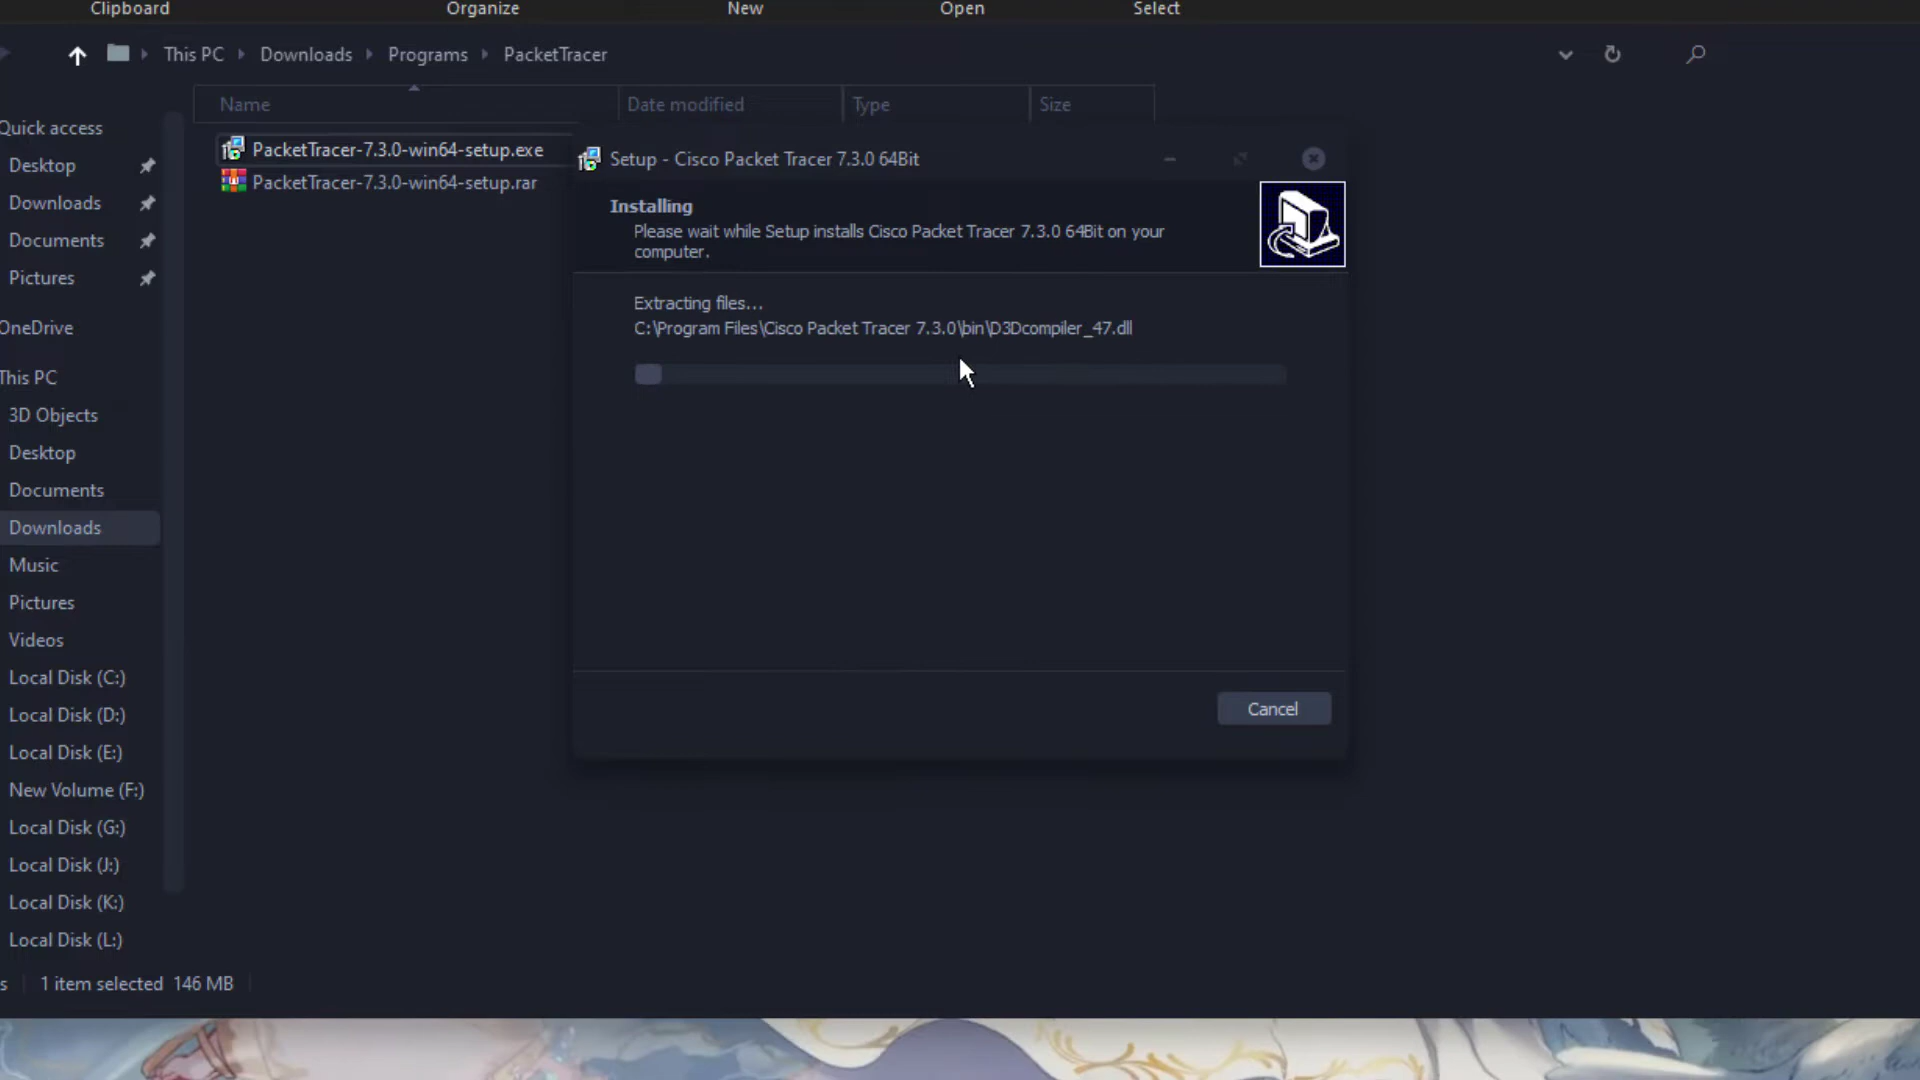 Clipboard
Organize
New
Open
Select
This PC
Downloads
Programs
PacketTracer
Name
Date modified
Type
Size
Quick access
Desktop
Downloads
Documents
Pictures
OneDrive
This PC
3D Objects
Desktop
Documents
Downloads
Music
Pictures
Videos
Local Disk (C:)
Local Disk (D:)
Local Disk (E:)
New Volume (F:)
Local Disk (G:)
Local Disk (J:)
Local Disk (K:)
Local Disk (L:)
PacketTracer-7.3.0-win64-setup.exe
PacketTracer-7.3.0-win64-setup.rar
Setup - Cisco Packet Tracer 7.3.0 64Bit
Installing
Please wait while Setup installs Cisco Packet Tracer 7.3.0 64Bit on your
computer.
Extracting files...
C:\Program Files\Cisco Packet Tracer 7.3.0\bin\D3Dcompiler_47.dll
Cancel
s
1 item selected 146 MB